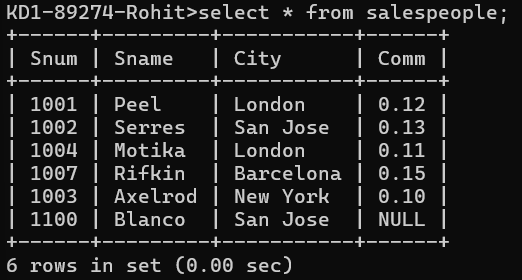 KD1-89274-Rohit>select * from salespeople;
+------+---------+-----------+------+
| Snum | Sname   | City      | Comm |
+------+---------+-----------+------+
| 1001 | Peel    | London    | 0.12 |
| 1002 | Serres  | San Jose  | 0.13 |
| 1004 | Motika  | London    | 0.11 |
| 1007 | Rifkin  | Barcelona | 0.15 |
| 1003 | Axelrod | New York  | 0.10 |
| 1100 | Blanco  | San Jose  | NULL |
+------+---------+-----------+------+
6 rows in set (0.00 sec)